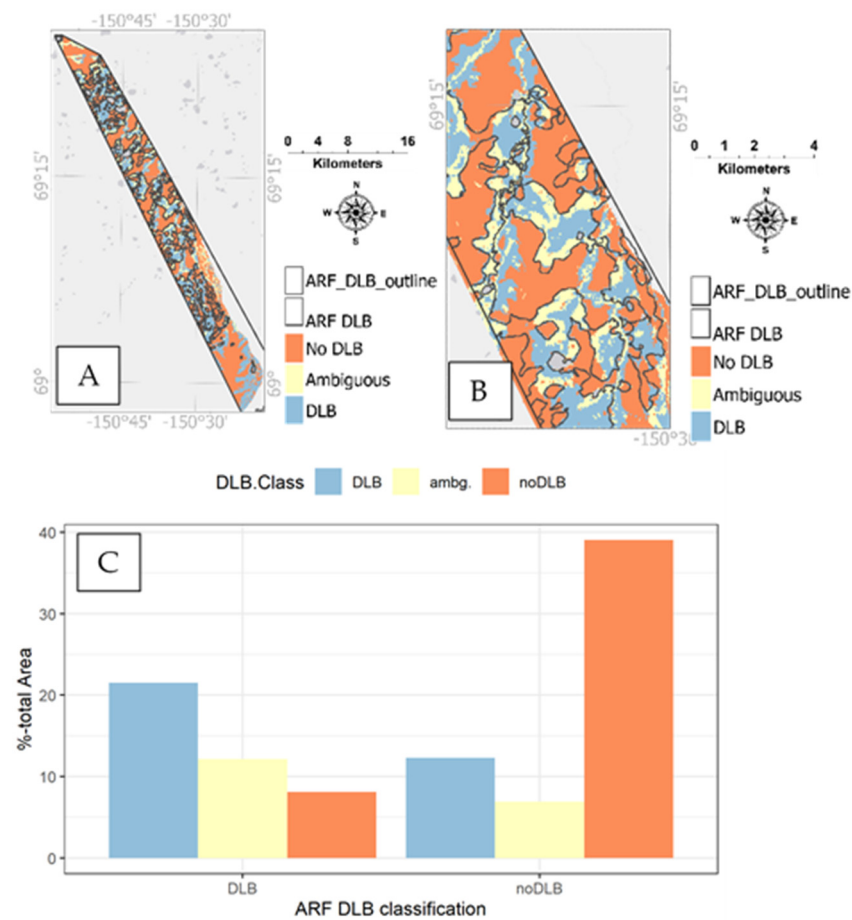 -150°45' -150°30'
69°15'
69°15'
69°
-150°45' -150°30'
0 4 8 16
Kilometers
N
W E
S
ARF_DLB_outline
ARF DLB
No DLB
Ambiguous
DLB
A
69°15'
69°15'
0 1 2 4
Kilometers
N
W E
S
ARF_DLB_outline
ARF DLB
No DLB
Ambiguous
DLB
B
DLB.Class DLB ambg. noDLB
C
40
30
20
10
0
%-total Area
DLB noDLB
ARF DLB classification